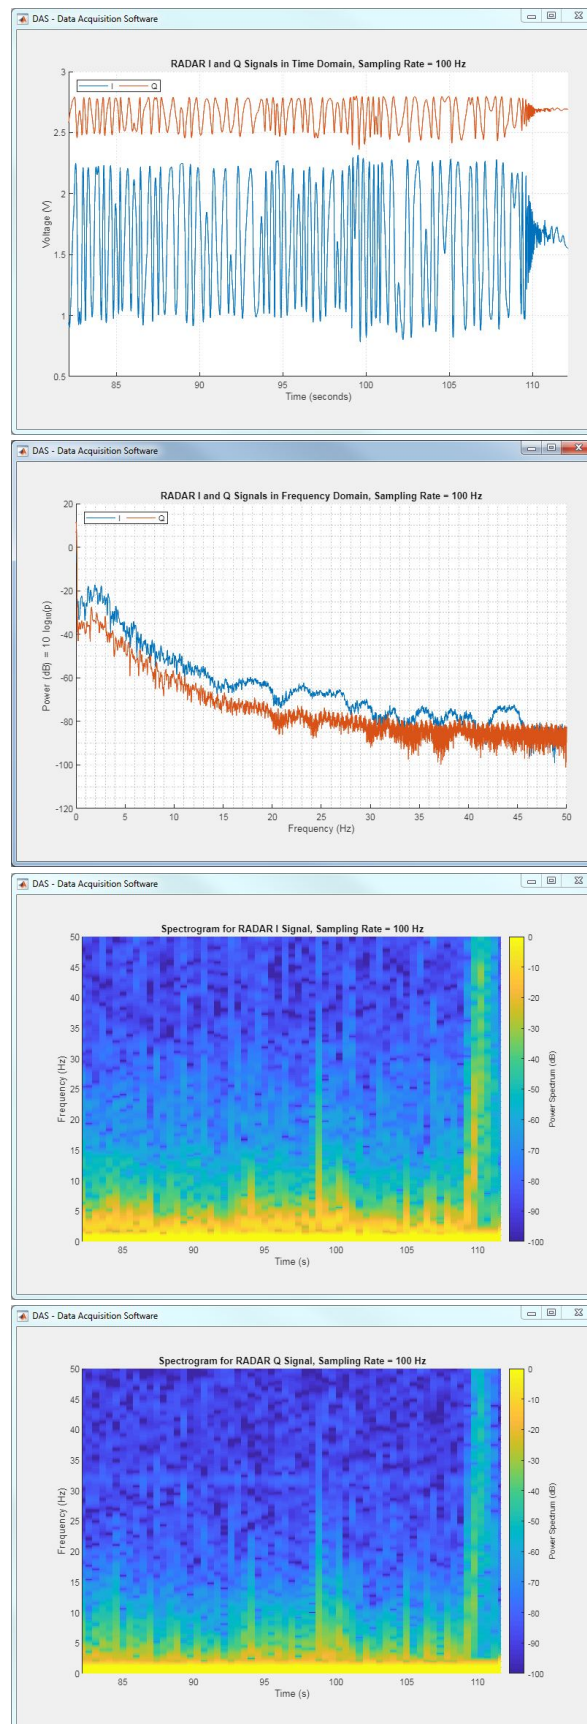 DAS - Data Acquisition Software
RADAR I and Q Signals in Time Domain, Sampling Rate = 100 Hz
I Q
3
2.5
2
1.5
1
0.5
Voltage (V)
85 90 95 100 105 110
Time (seconds)
DAS - Data Acquisition Software
RADAR I and Q Signals in Frequency Domain, Sampling Rate = 100 Hz
I Q
20
0
-20
-40
-60
-80
-100
-120
Power (dB) = 10 log10(p)
0 5 10 15 20 25 30 35 40 45 50
Frequency (Hz)
DAS - Data Acquisition Software
Spectrogram for RADAR I Signal, Sampling Rate = 100 Hz
50
45
40
35
30
25
20
15
10
5
0
Frequency (Hz)
85 90 95 100 105 110
Time (s)
0
-10
-20
-30
-40
-50
-60
-70
-80
-90
-100
Power Spectrum (dB)
DAS - Data Acquisition Software
Spectrogram for RADAR Q Signal, Sampling Rate = 100 Hz
50
45
40
35
30
25
20
15
10
5
0
Frequency (Hz)
85 90 95 100 105 110
Time (s)
0
-10
-20
-30
-40
-50
-60
-70
-80
-90
-100
Power Spectrum (dB)